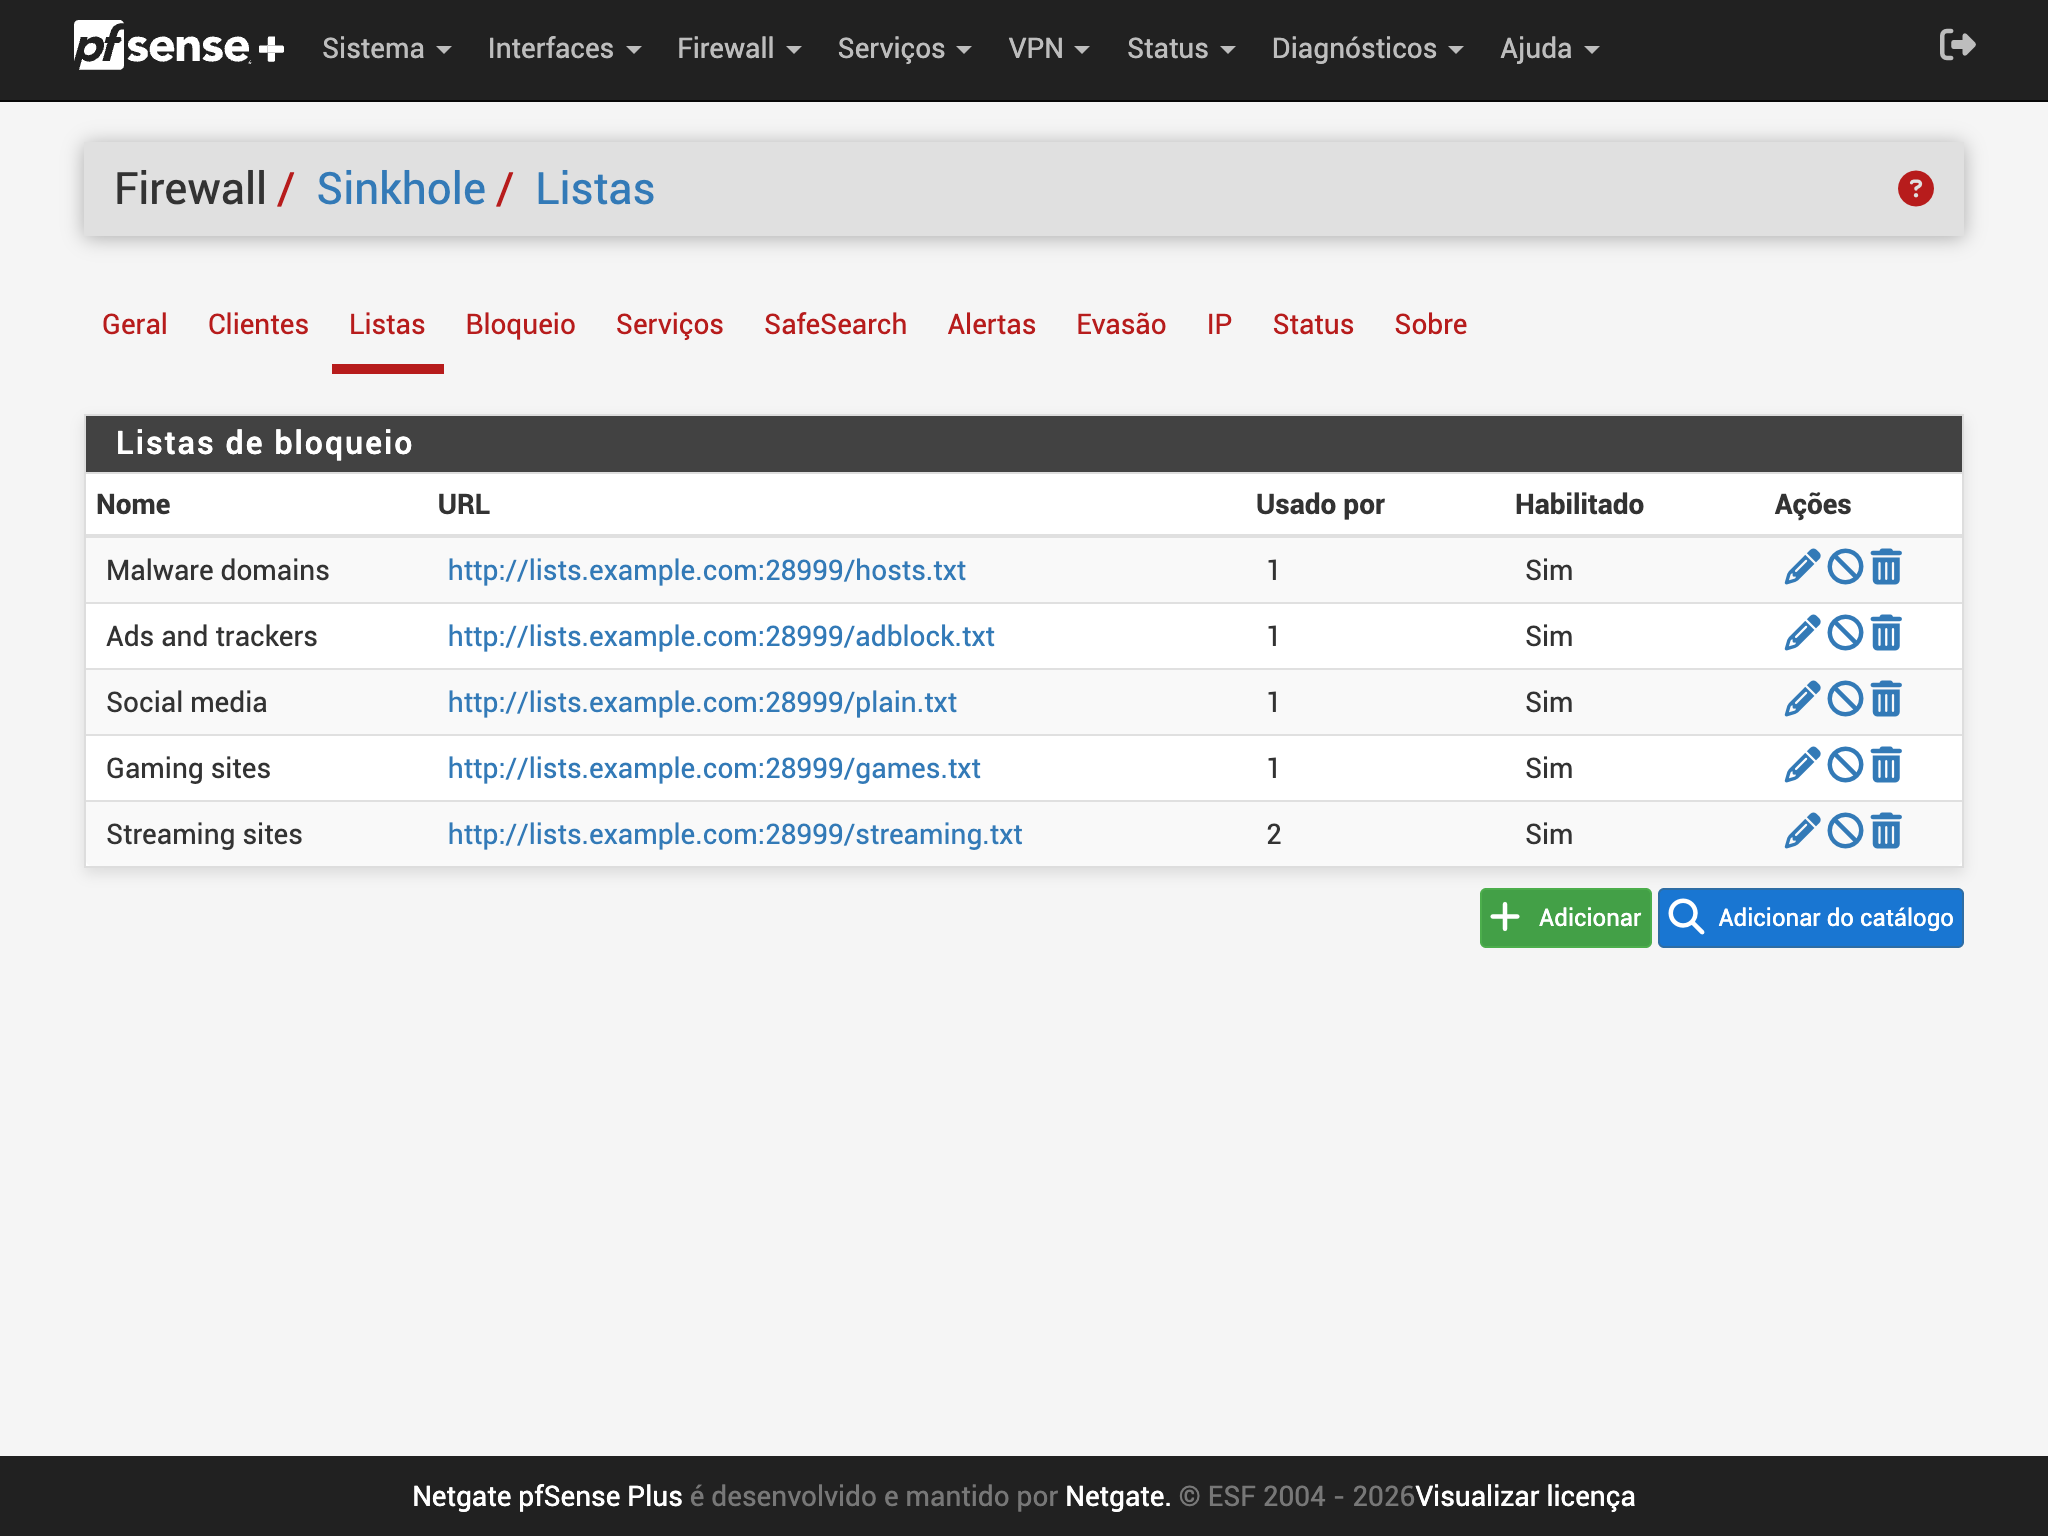 pfsense+ Sistema Interfaces Firewall Serviços VPN Status Diagnósticos Ajuda
Firewall / Sinkhole / Listas
?
Geral Clientes Listas Bloqueio Serviços SafeSearch Alertas Evasão IP Status Sobre
Listas de bloqueio
Nome URL Usado por Habilitado Ações
Malware domains http://lists.example.com:28999/hosts.txt 1 Sim
Ads and trackers http://lists.example.com:28999/adblock.txt 1 Sim
Social media http://lists.example.com:28999/plain.txt 1 Sim
Gaming sites http://lists.example.com:28999/games.txt 1 Sim
Streaming sites http://lists.example.com:28999/streaming.txt 2 Sim
Adicionar Adicionar do catálogo
Netgate pfSense Plus é desenvolvido e mantido por Netgate. © ESF 2004 - 2026Visualizar licença